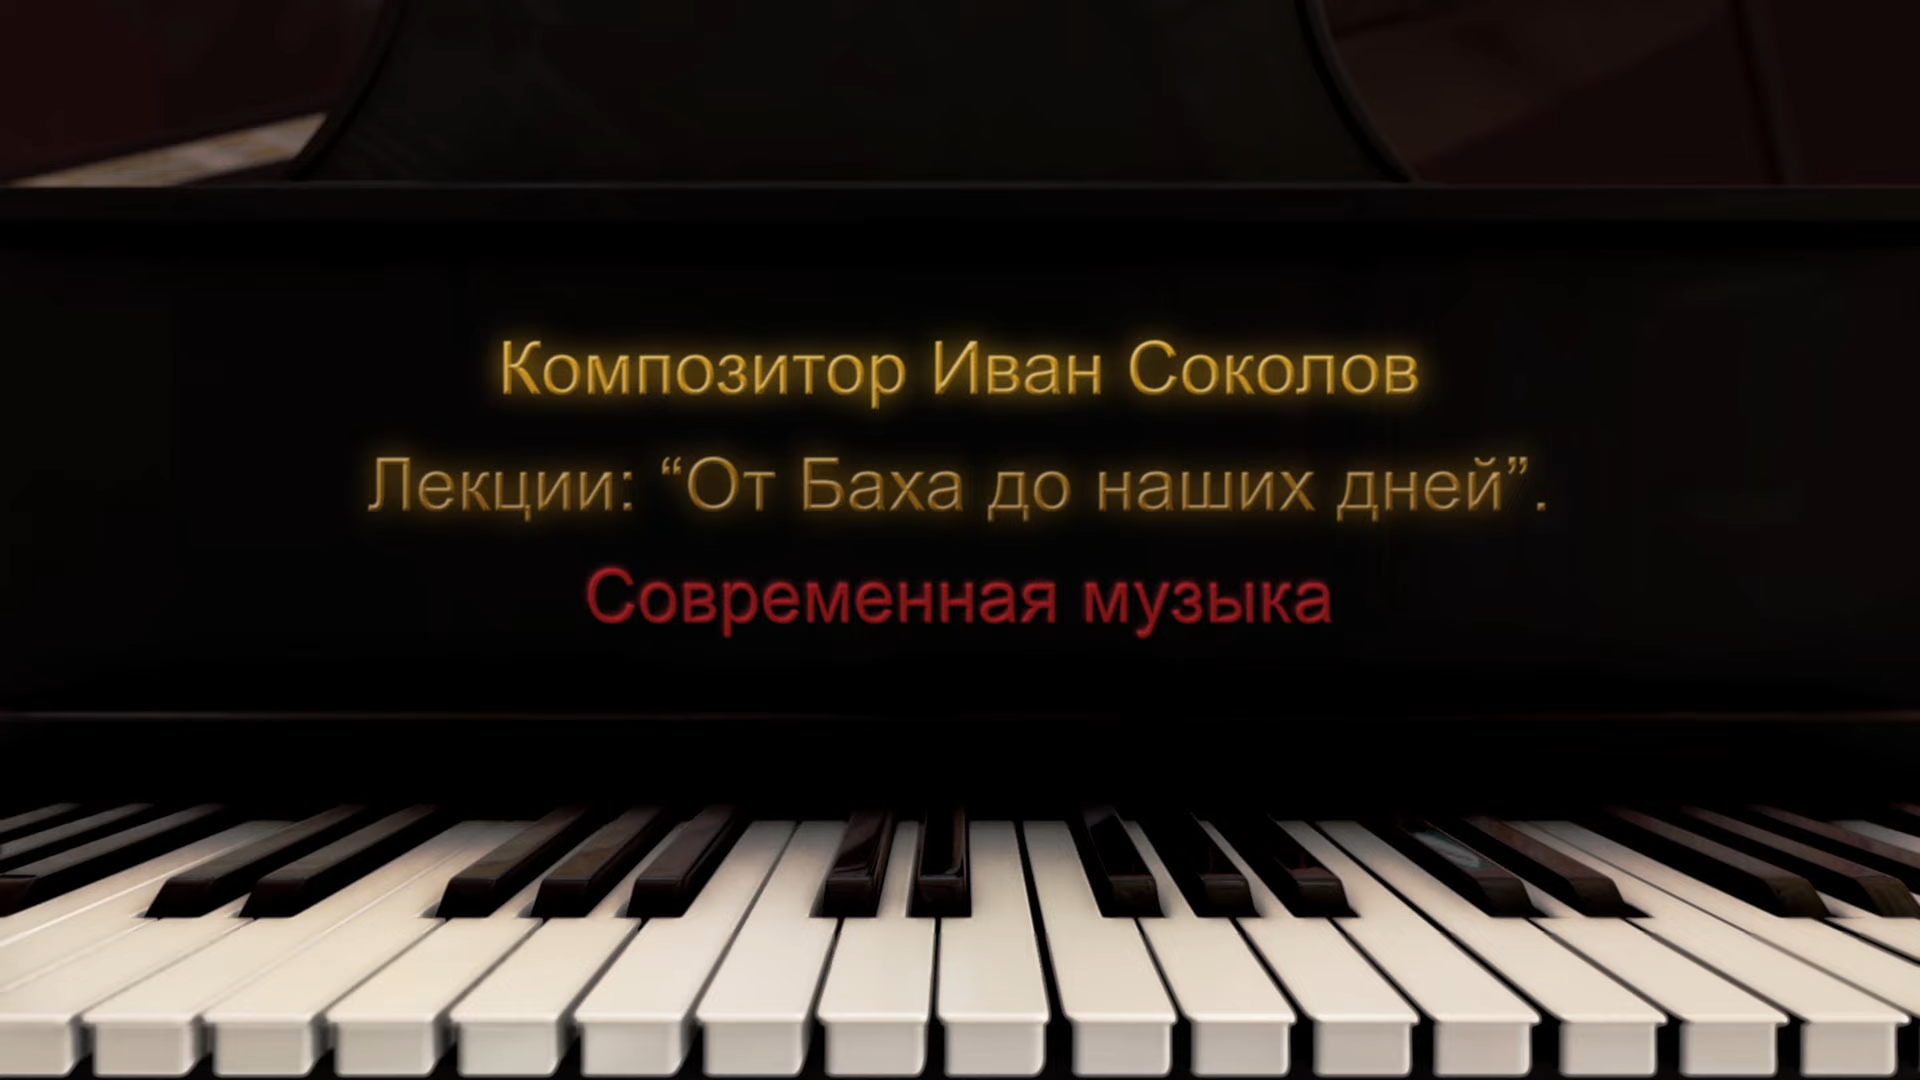 Композитор Иван Соколов
Лекции: “От Баха до наших дней”.
Современная музыка